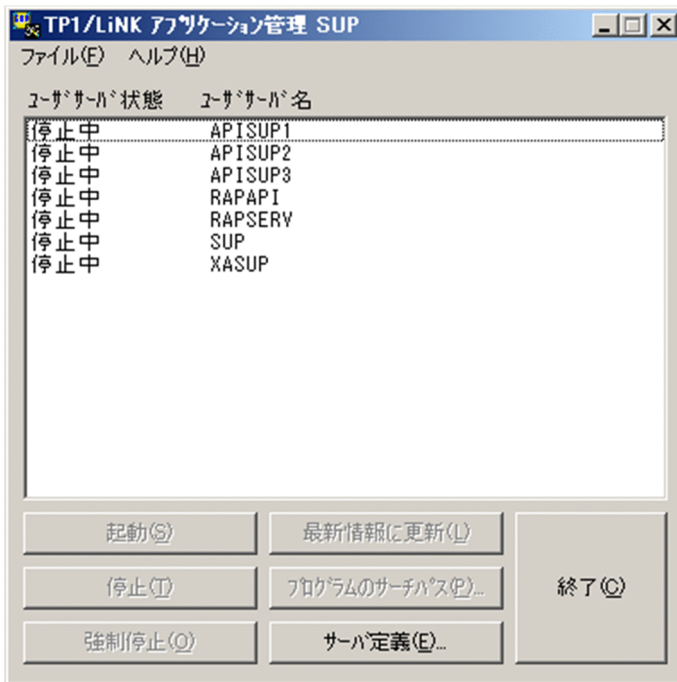 TP1/LiNK ｱﾌﾟﾘｹｰｼｮﾝ管理 SUP
ファイル(F) ヘルプ(H)
ﾕｰｻﾞｻｰﾊﾞ状態 ﾕｰｻﾞｻｰﾊﾞ名
停止中 APISUP1
停止中 APISUP2
停止中 APISUP3
停止中 RAPAPI
停止中 RAPSERV
停止中 SUP
停止中 XASUP
起動(S) 最新情報に更新(L)
停止(T) ﾌﾟﾛｸﾞﾗﾑのｻｰﾁﾊﾟｽ(P)... 終了(C)
強制停止(O) ｻｰﾊﾞ定義(E)...